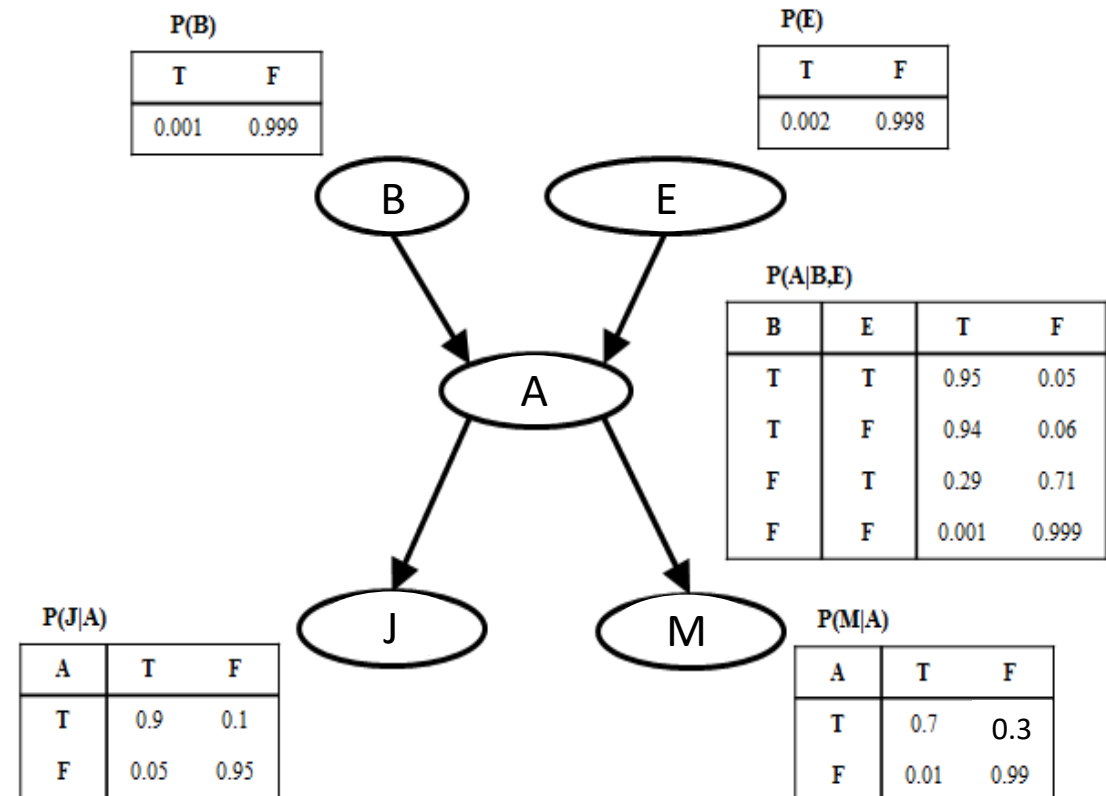 P(B)
T F
0.001 0.999
P(E)
T F
0.002 0.998
B
E
P(A|B,E)
B E T F
T T 0.95 0.05
T F 0.94 0.06
F T 0.29 0.71
F F 0.001 0.999
A
J
M
P(J|A)
A T F
T 0.9 0.1
F 0.05 0.95
P(M|A)
A T F
T 0.7 0.3
F 0.01 0.99